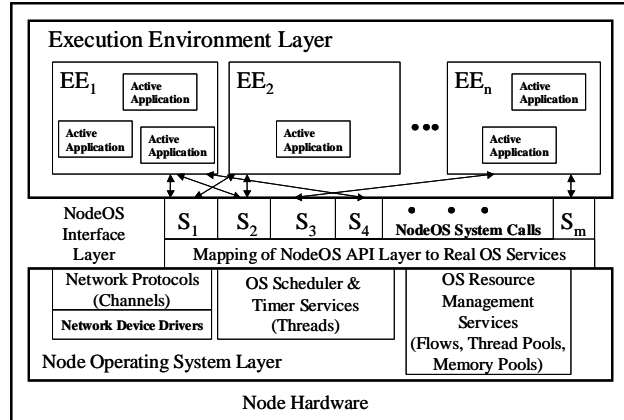 Execution Environment Layer
EE1
Active
Application
Active
Application
Active
Application
EE2
Active
Application
EEn
Active
Application
Active
Application
NodeOS
Interface
Layer
S1
S2
S3
S4
NodeOS System Calls
Sm
Mapping of NodeOS API Layer to Real OS Services
Network Protocols
(Channels)
Network Device Drivers
OS Scheduler &
Timer Services
(Threads)
OS Resource
Management
Services
(Flows, Thread Pools,
Memory Pools)
Node Operating System Layer
Node Hardware